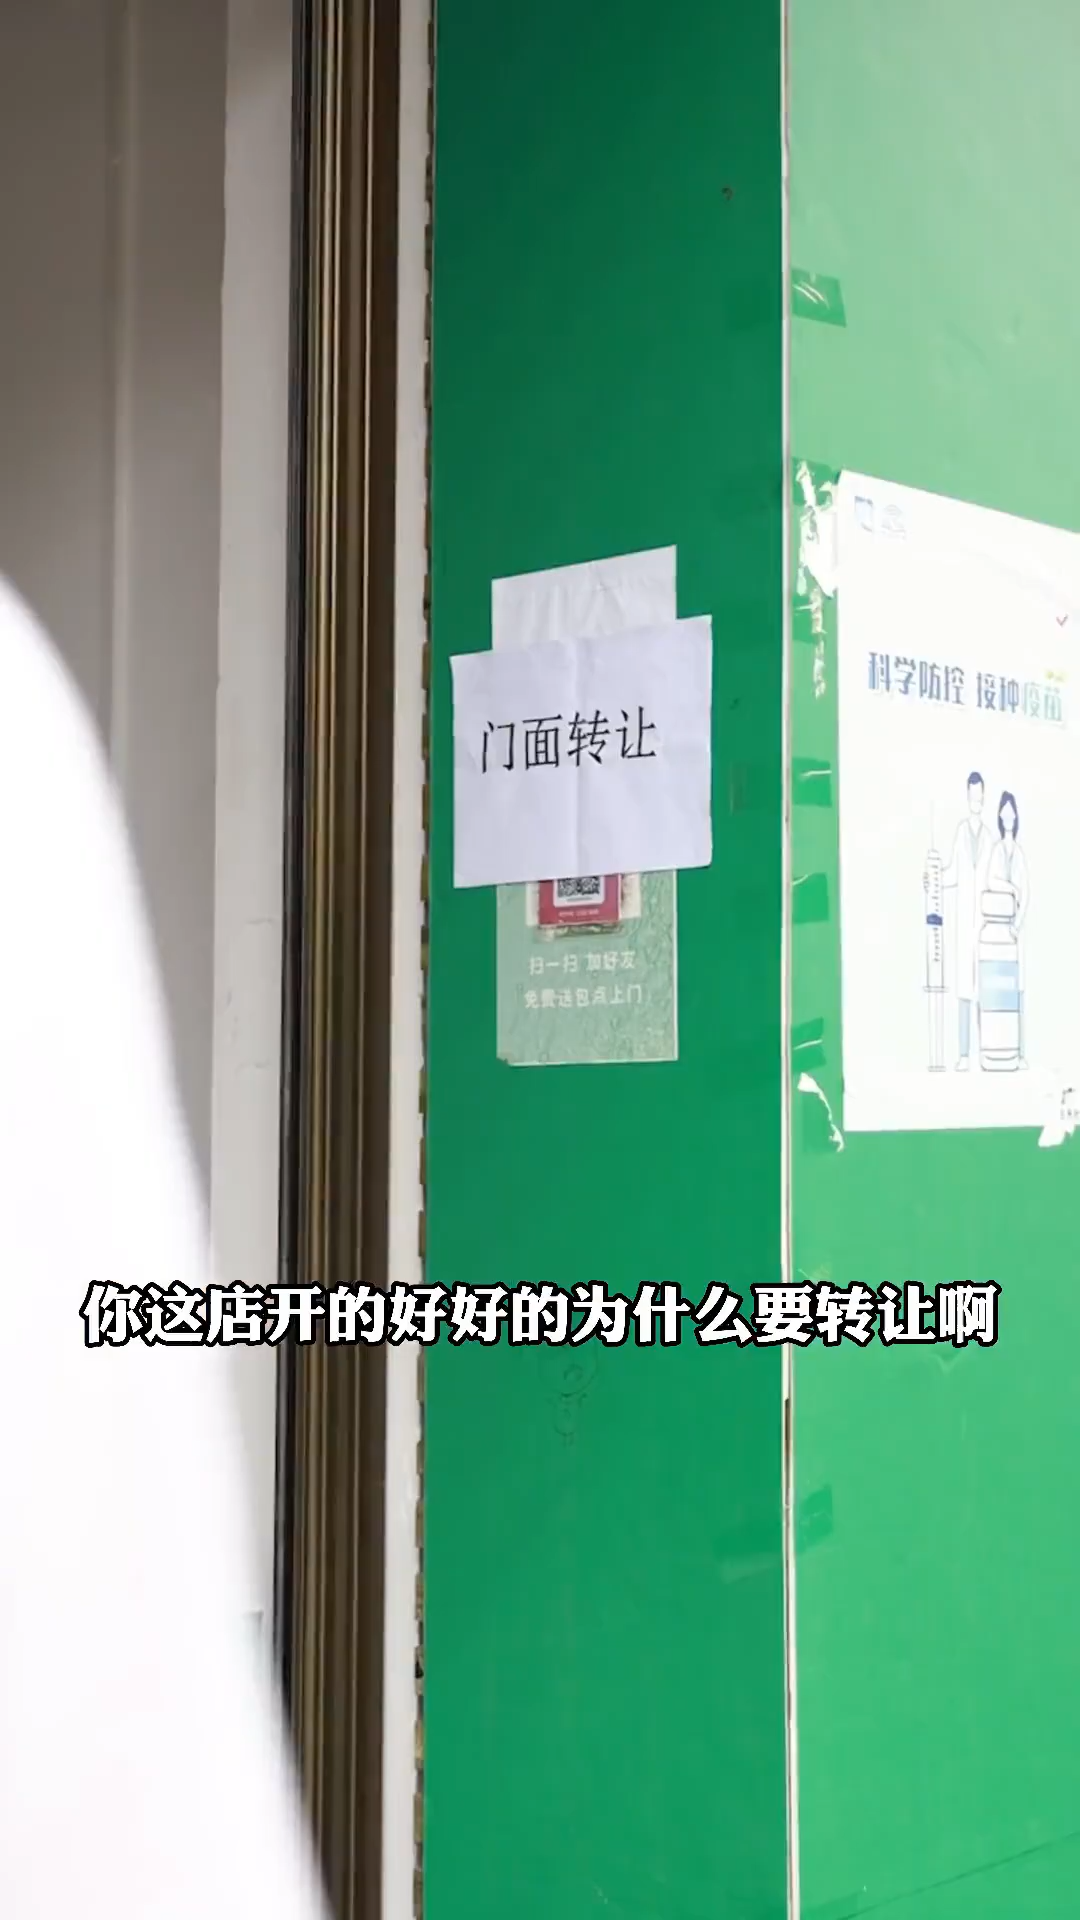 门面转让
科学防控 接种疫苗
扫一扫 加好友
免费送包点上门
你这店开的好好的为什么要转让啊